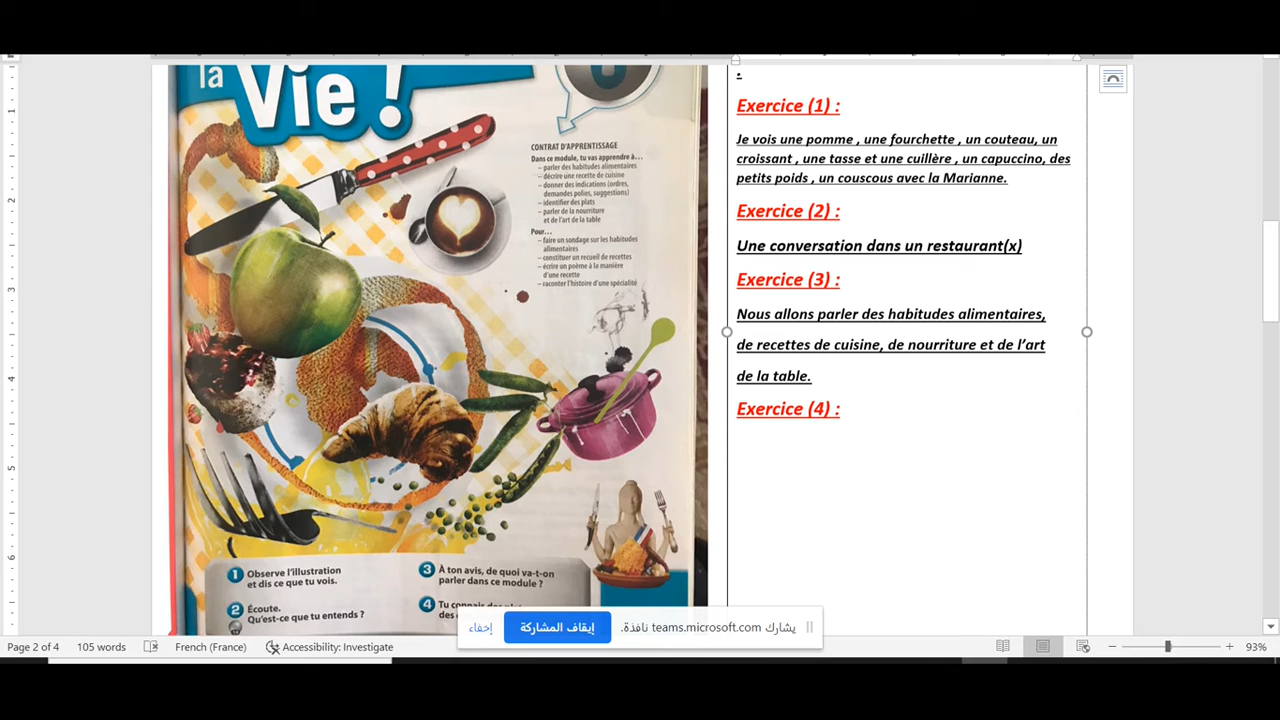 la
Vie !
CONTRAT D'APPRENTISSAGE
Dans ce module, tu vas apprendre à...
– parler des habitudes alimentaires
– décrire une recette de cuisine
– donner des indications (ordres,
demandes polies, suggestions)
– identifier des plats
– parler de la nourriture
et de l'art de la table
Pour...
– faire un sondage sur les habitudes
alimentaires
– constituer un recueil de recettes
– écrire un poème à la manière
d'une recette
– raconter l'histoire d'une spécialité
1 Observe l'illustration
et dis ce que tu vois.
2 Écoute.
Qu'est-ce que tu entends ?
3 À ton avis, de quoi va-t-on
parler dans ce module ?
4 Tu connais des
des
.
Exercice (1) :
Je vois une pomme , une fourchette , un couteau, un
croissant , une tasse et une cuillère , un capuccino, des
petits poids , un couscous avec la Marianne.
Exercice (2) :
Une conversation dans un restaurant(x)
Exercice (3) :
Nous allons parler des habitudes alimentaires,
de recettes de cuisine, de nourriture et de l'art
de la table.
Exercice (4) :
يشارك teams.microsoft.com نافذة.
إيقاف المشاركة
إخفاء
Page 2 of 4
105 words
French (France)
Accessibility: Investigate
93%
1
2
3
4
5
6